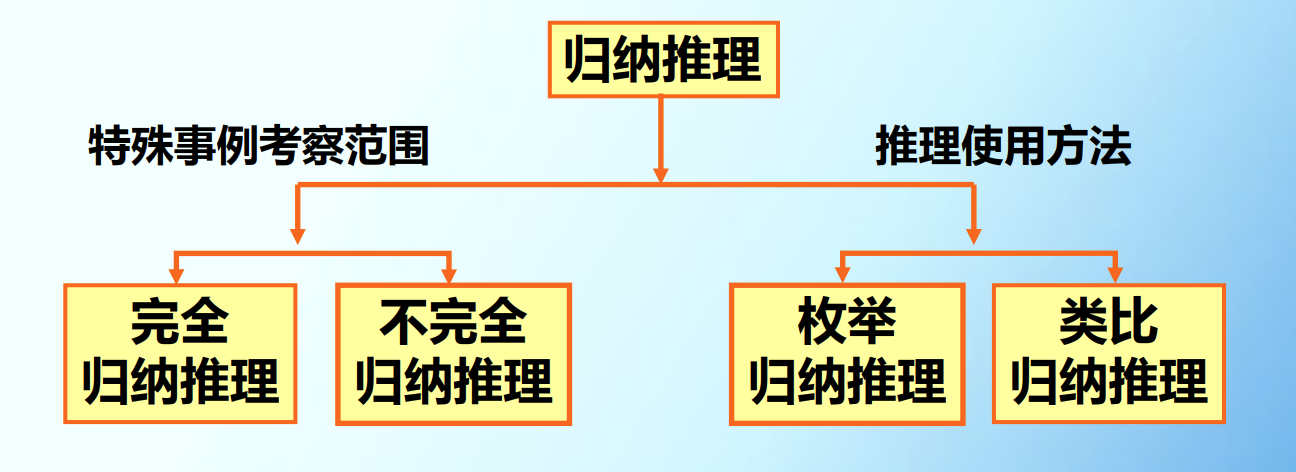 归纳推理
特殊事例考察范围
推理使用方法
完全
归纳推理
不完全
归纳推理
枚举
归纳推理
类比
归纳推理